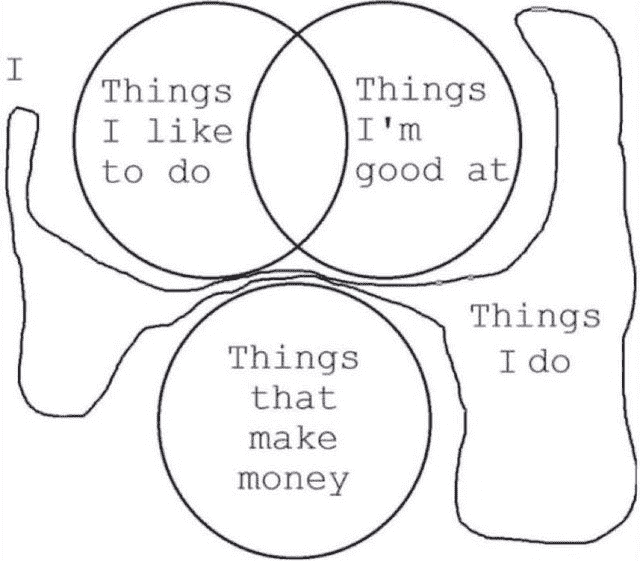 I
Things
I like
to do
Things
I'm
good at
Things
I do
Things
that
make
money